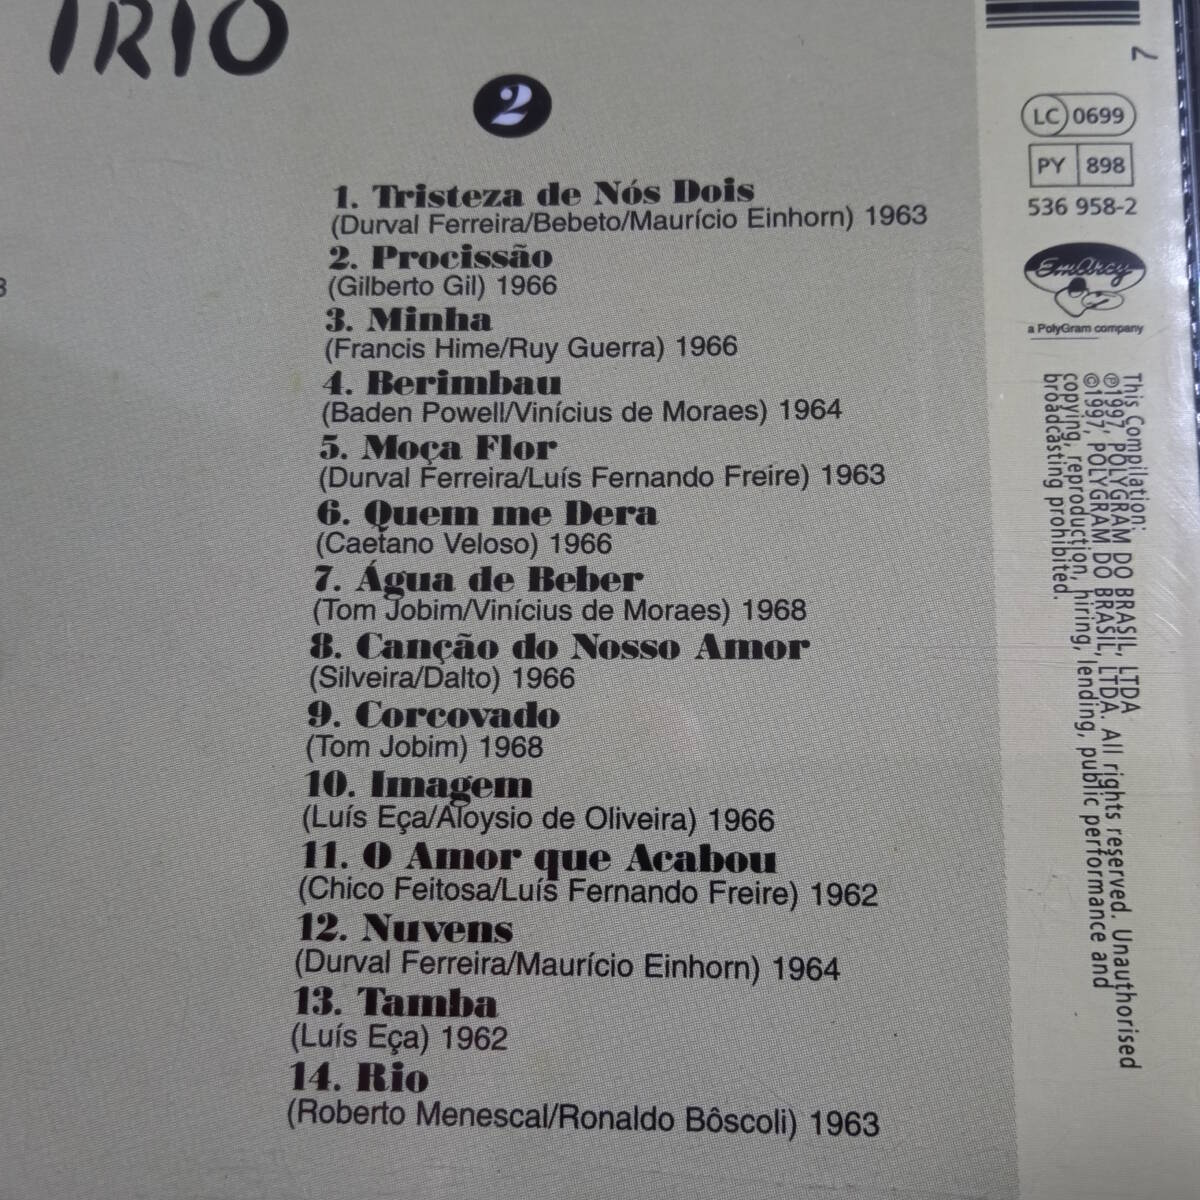 TRIO
2
1. Tristeza de Nós Dois
(Durval Ferreira/Bebeto/Maurício Einhorn) 1963
2. Procissão
(Gilberto Gil) 1966
3. Minha
(Francis Hime/Ruy Guerra) 1966
4. Berimbau
(Baden Powell/Vinícius de Moraes) 1964
5. Moça Flor
(Durval Ferreira/Luís Fernando Freire) 1963
6. Quem me Dera
(Caetano Veloso) 1966
7. Água de Beber
(Tom Jobim/Vinícius de Moraes) 1968
8. Canção do Nosso Amor
(Silveira/Dalto) 1966
9. Corcovado
(Tom Jobim) 1968
10. Imagem
(Luís Eça/Aloysio de Oliveira) 1966
11. O Amor que Acabou
(Chico Feitosa/Luís Fernando Freire) 1962
12. Nuvens
(Durval Ferreira/Maurício Einhorn) 1964
13. Tamba
(Luís Eça) 1962
14. Rio
(Roberto Menescal/Ronaldo Bôscoli) 1963
3
LC 0699
PY 898
536 958-2
EmArcy
a PolyGram company
This Compilation:
℗1997, POLYGRAM DO BRASIL, LTDA
©1997, POLYGRAM DO BRASIL, LTDA. All rights reserved. Unauthorised
copying, reproduction, hiring, lending, public performance and
broadcasting prohibited.